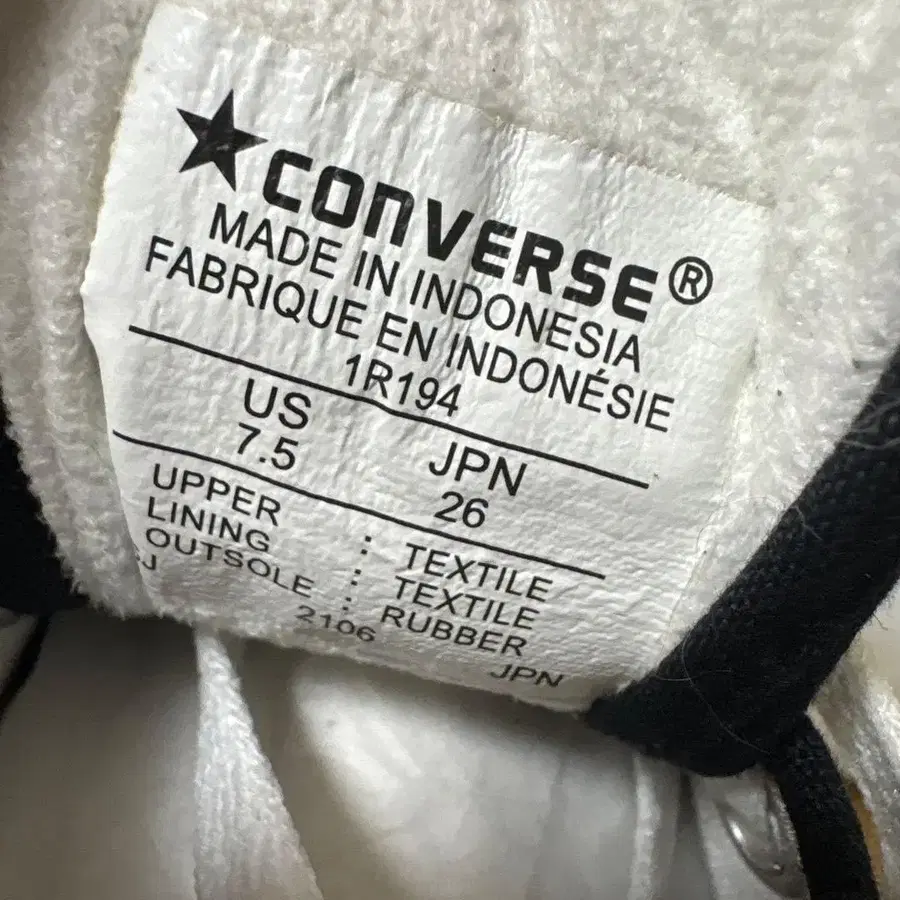 CONVERSE®
MADE IN INDONESIA
FABRIQUE EN INDONÉSIE
1R194
US JPN
7.5 26
UPPER : TEXTILE
LINING : TEXTILE
OUTSOLE : RUBBER
2106 JPN